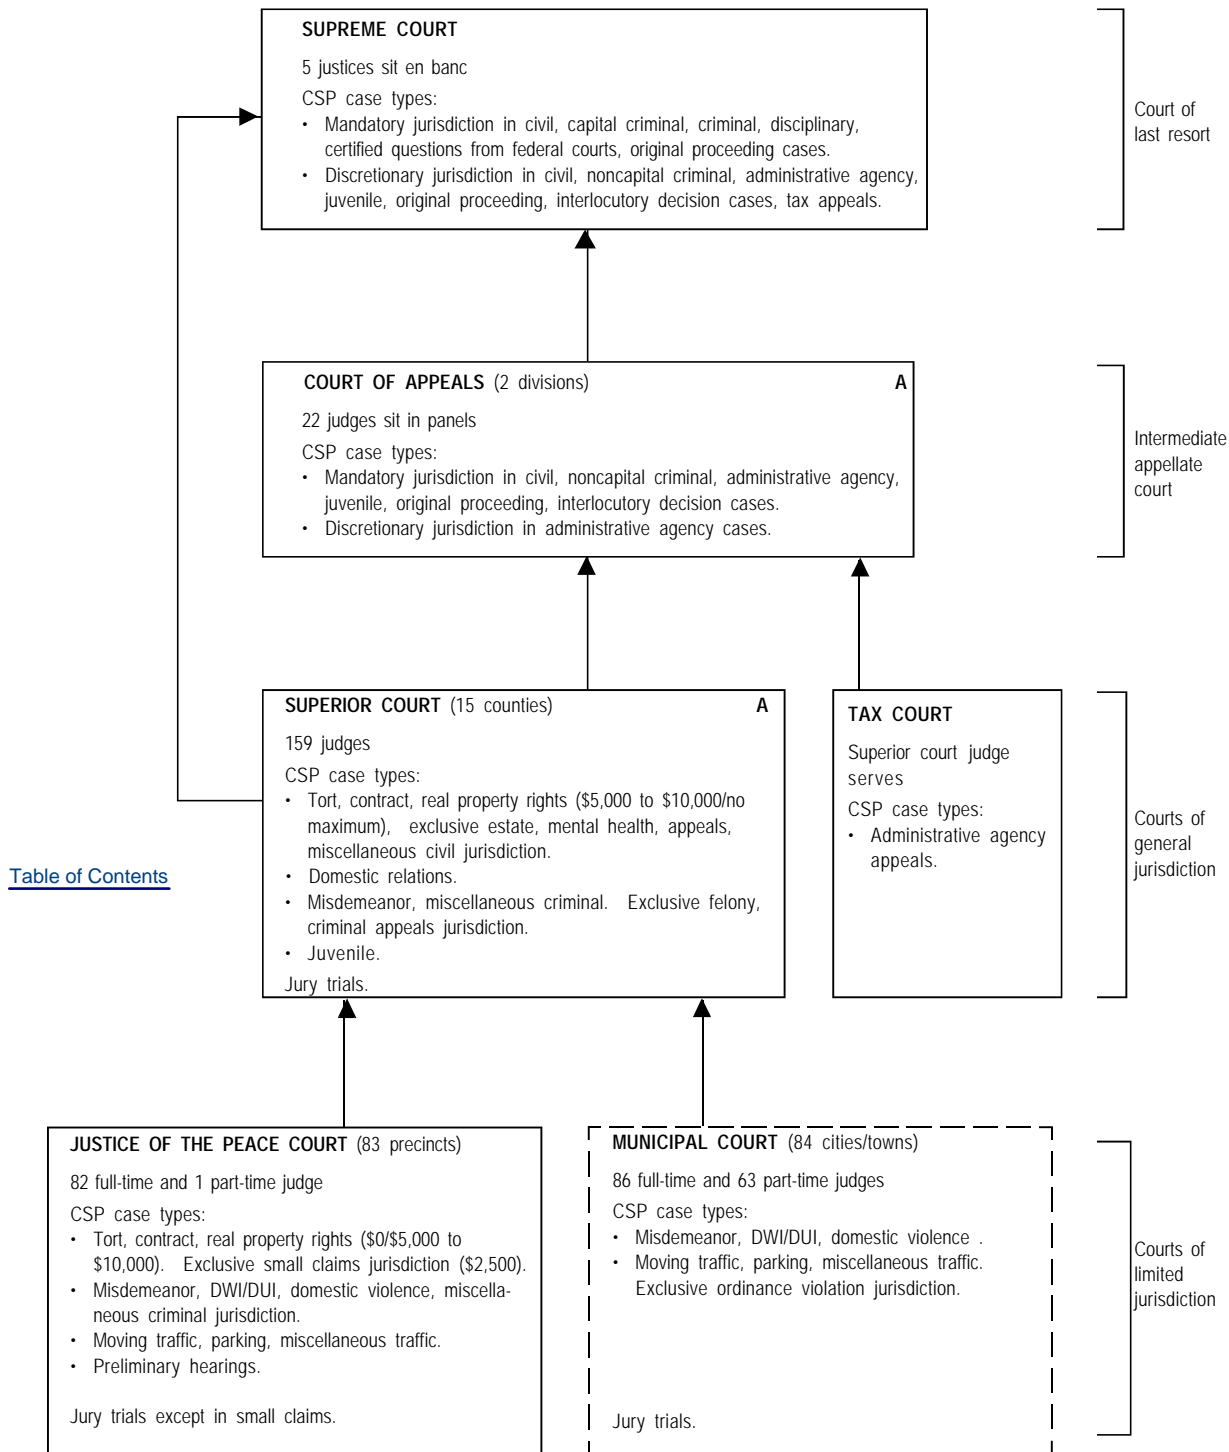 SUPREME COURT
5 justices sit en banc
CSP case types:
• Mandatory jurisdiction in civil, capital criminal, criminal, disciplinary,
certified questions from federal courts, original proceeding cases.
• Discretionary jurisdiction in civil, noncapital criminal, administrative agency,
juvenile, original proceeding, interlocutory decision cases, tax appeals.
Court of
last resort
COURT OF APPEALS (2 divisions) A
22 judges sit in panels
CSP case types:
• Mandatory jurisdiction in civil, noncapital criminal, administrative agency,
juvenile, original proceeding, interlocutory decision cases.
• Discretionary jurisdiction in administrative agency cases.
Intermediate
appellate
court
SUPERIOR COURT (15 counties) A
159 judges
CSP case types:
• Tort, contract, real property rights ($5,000 to $10,000/no
maximum), exclusive estate, mental health, appeals,
miscellaneous civil jurisdiction.
• Domestic relations.
• Misdemeanor, miscellaneous criminal. Exclusive felony,
criminal appeals jurisdiction.
• Juvenile.
Jury trials.
TAX COURT
Superior court judge
serves
CSP case types:
• Administrative agency
appeals.
Courts of
general
jurisdiction
Table of Contents
JUSTICE OF THE PEACE COURT (83 precincts)
82 full-time and 1 part-time judge
CSP case types:
• Tort, contract, real property rights ($0/$5,000 to
$10,000). Exclusive small claims jurisdiction ($2,500).
• Misdemeanor, DWI/DUI, domestic violence, miscella-
neous criminal jurisdiction.
• Moving traffic, parking, miscellaneous traffic.
• Preliminary hearings.
Jury trials except in small claims.
MUNICIPAL COURT (84 cities/towns)
86 full-time and 63 part-time judges
CSP case types:
• Misdemeanor, DWI/DUI, domestic violence .
• Moving traffic, parking, miscellaneous traffic.
Exclusive ordinance violation jurisdiction.
Jury trials.
Courts of
limited
jurisdiction